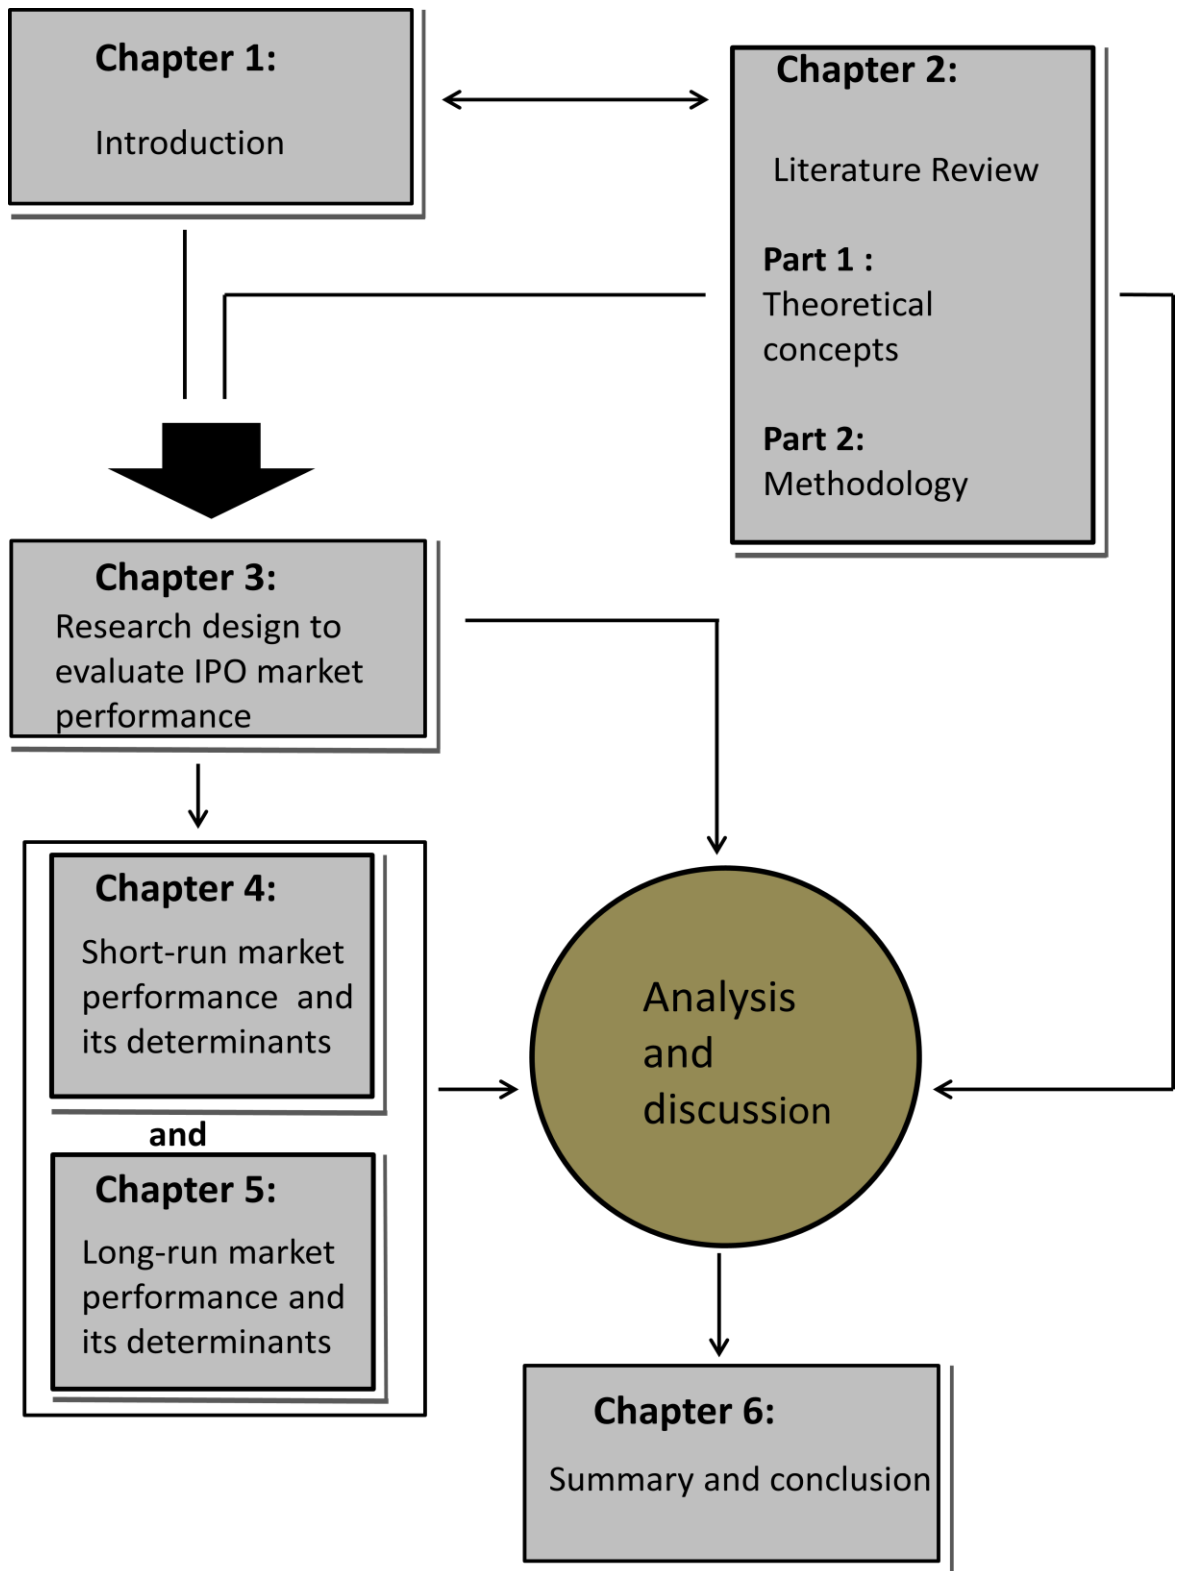 Chapter 1:
Introduction
Chapter 2:
Literature Review
Part 1 :
Theoretical
concepts
Part 2:
Methodology
Chapter 3:
Research design to
evaluate IPO market
performance
Chapter 4:
Short-run market
performance  and
its determinants
and
Chapter 5:
Long-run market
performance and
its determinants
Analysis
and
discussion
Chapter 6:
Summary and conclusion